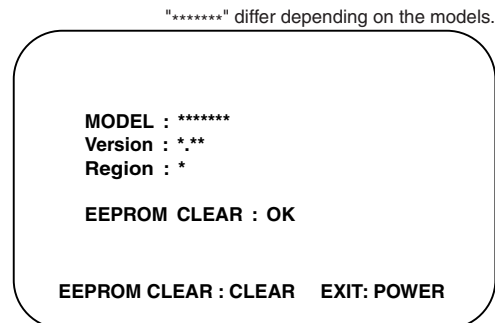 "*******" differ depending on the models.
MODEL : *******
Version : *.**
Region : *
EEPROM CLEAR : OK
EEPROM CLEAR : CLEAR EXIT: POWER